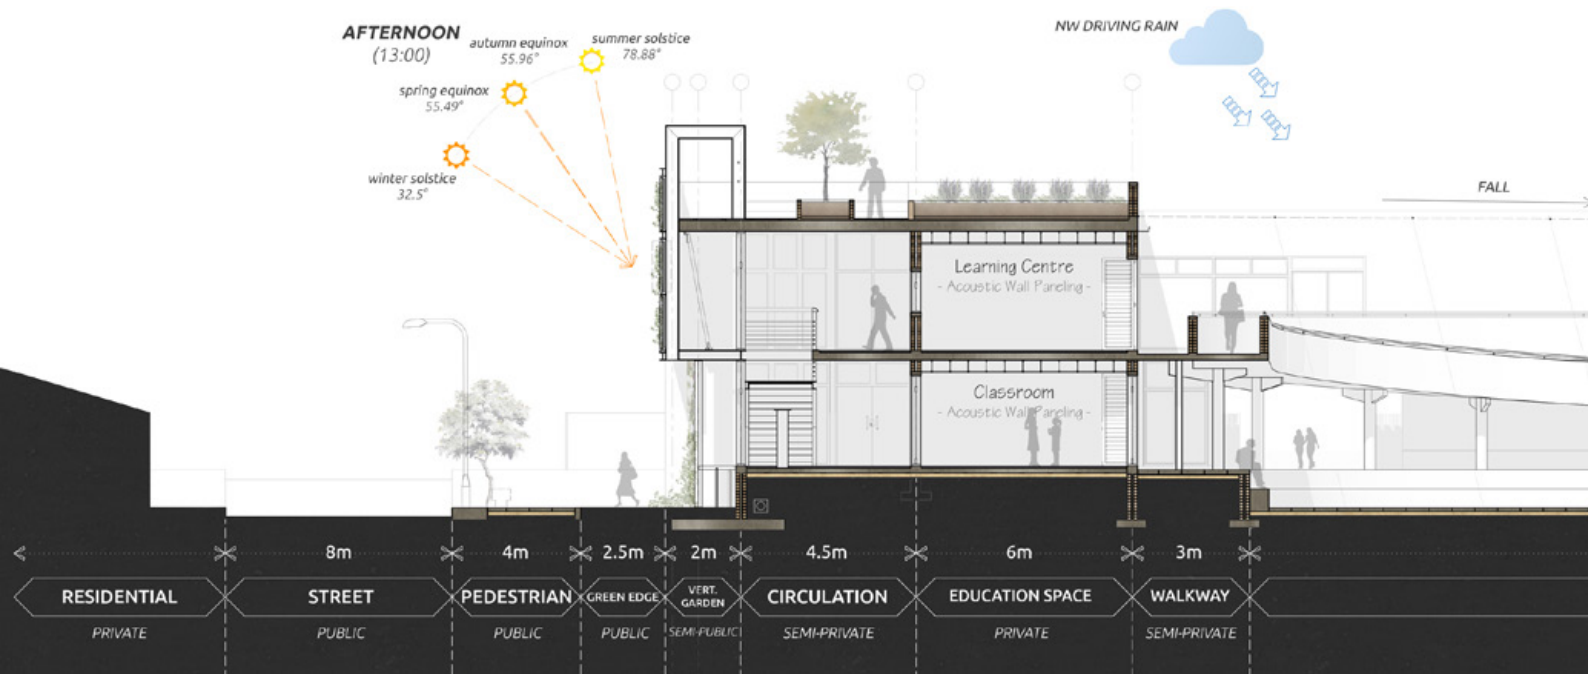 AFTERNOON
(13:00)
autumn equinox
55.96°
summer solstice
78.88°
spring equinox
55.49°
winter solstice
32.5°
NW DRIVING RAIN
FALL
Learning Centre
- Acoustic Wall Paneling -
Classroom
- Acoustic Wall Paneling -
8m
4m
2.5m
2m
4.5m
6m
3m
RESIDENTIAL
STREET
PEDESTRIAN
GREEN EDGE
VERT.
GARDEN
CIRCULATION
EDUCATION SPACE
WALKWAY
PRIVATE
PUBLIC
PUBLIC
PUBLIC
SEMI-PUBLIC
SEMI-PRIVATE
PRIVATE
SEMI-PRIVATE